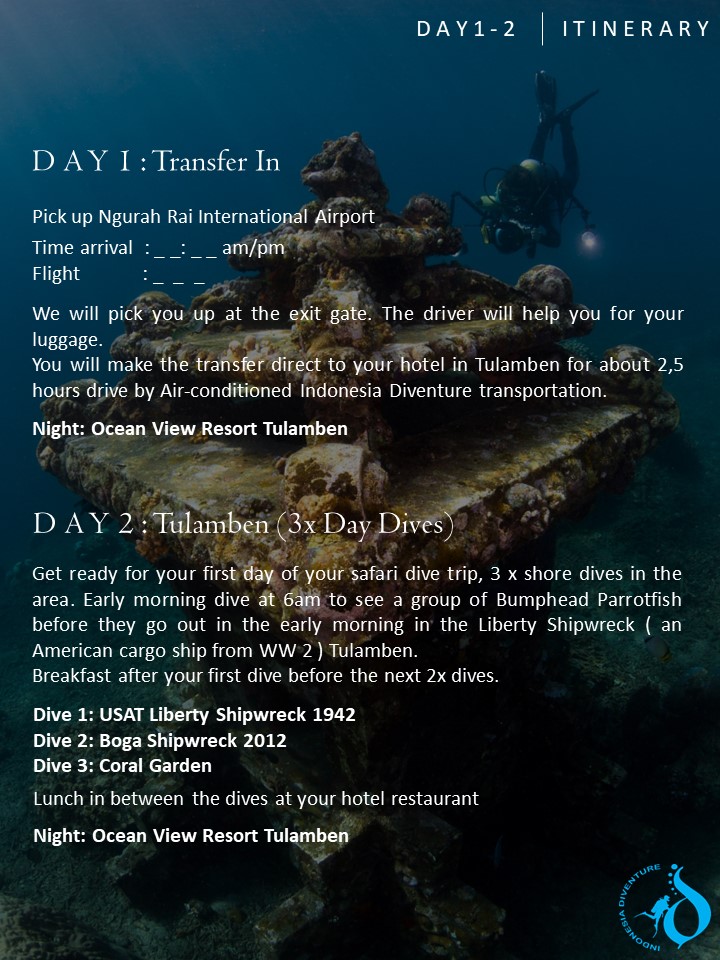 DAY1-2 | ITINERARY
DAY 1 : Transfer In
Pick up Ngurah Rai International Airport
Time arrival : _ _: _ _ am/pm
Flight : _ _ _
We will pick you up at the exit gate. The driver will help you for your
luggage.
You will make the transfer direct to your hotel in Tulamben for about 2,5
hours drive by Air-conditioned Indonesia Diventure transportation.
Night: Ocean View Resort Tulamben
DAY 2 : Tulamben (3x Day Dives)
Get ready for your first day of your safari dive trip, 3 x shore dives in the
area. Early morning dive at 6am to see a group of Bumphead Parrotfish
before they go out in the early morning in the Liberty Shipwreck ( an
American cargo ship from WW 2 ) Tulamben.
Breakfast after your first dive before the next 2x dives.
Dive 1: USAT Liberty Shipwreck 1942
Dive 2: Boga Shipwreck 2012
Dive 3: Coral Garden
Lunch in between the dives at your hotel restaurant
Night: Ocean View Resort Tulamben
INDONESIA DIVENTURE